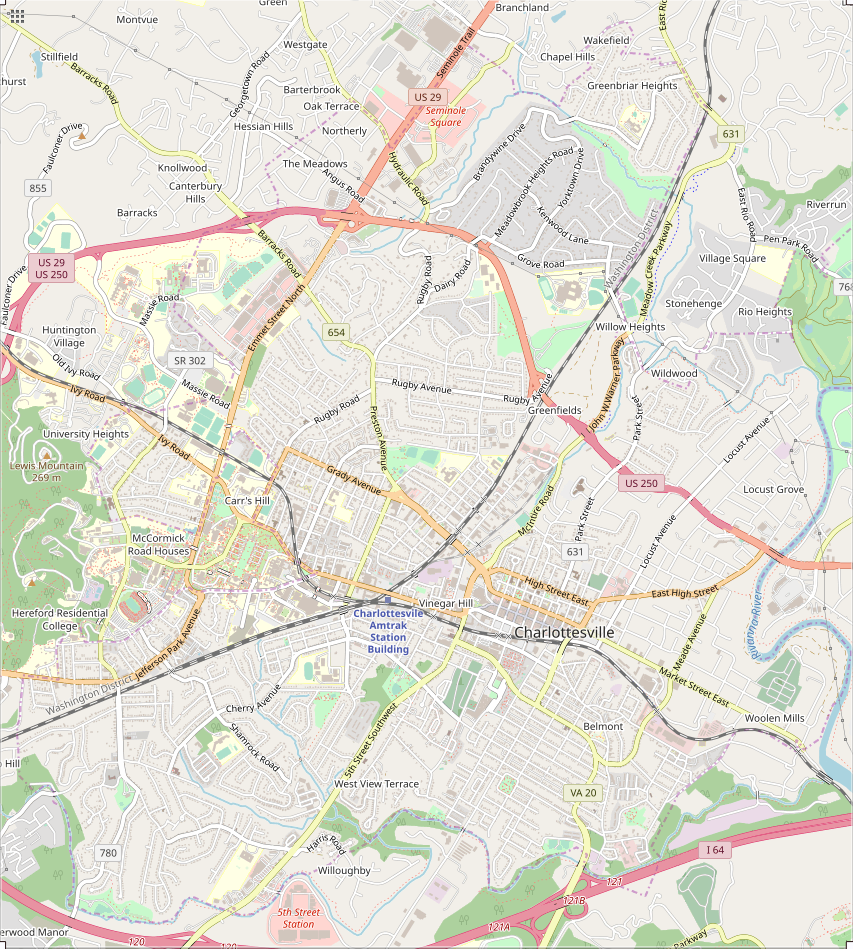 Green
Branchland
Montvue
East Rio
Westgate
Wakefield
Stillfield
Seminole Trail
Chapel Hills
Barracks Road
Georgetown Road
Barterbrook
Greenbriar Heights
hurst
US 29
Oak Terrace
Seminole
Square
Hessian Hills
Northerly
631
Faulconer Drive
Brandywine Drive
The Meadows
Hydraulic Road
Meadowbrook Heights Road
Yorktown Drive
Knollwood
Angus Road
855
Canterbury
Hills
East Rio Road
Riverrun
Barracks
Kenwood Lane
Washington District
Barracks Road
Pen Park Road
US 29
US 250
Rugby Road
Dairy Road
Grove Road
Meadow Creek Parkway
Village Square
Faulconer Drive
768
Massie Road
Emmet Street North
Stonehenge
Rio Heights
Huntington
Village
654
Willow Heights
SR 302
Old Ivy Road
John W Warner Parkway
Wildwood
Ivy Road
Massie Road
Rugby Avenue
Rugby Avenue
Rugby Road
Greenfields
Park Street
Preston Avenue
Locust Avenue
University Heights
Ivy Road
Lewis Mountain
269 m
Grady Avenue
US 250
Locust Grove
Carr's Hill
McIntire Road
Park Street
Locust Avenue
McCormick
Road Houses
631
High Street East
East High Street
Rivanna River
Vinegar Hill
Hereford Residential
College
Charlottesvile
Amtrak
Station
Building
Charlottesville
Jefferson Park Avenue
Meade Avenue
Washington District
Market Street East
Cherry Avenue
Woolen Mills
5th Street Southwest
Belmont
Shamrock Road
Hill
West View Terrace
VA 20
Harris Road
780
I 64
Willoughby
121
121B
5th Street
Station
121A
erwood Manor
120
120
Parkway